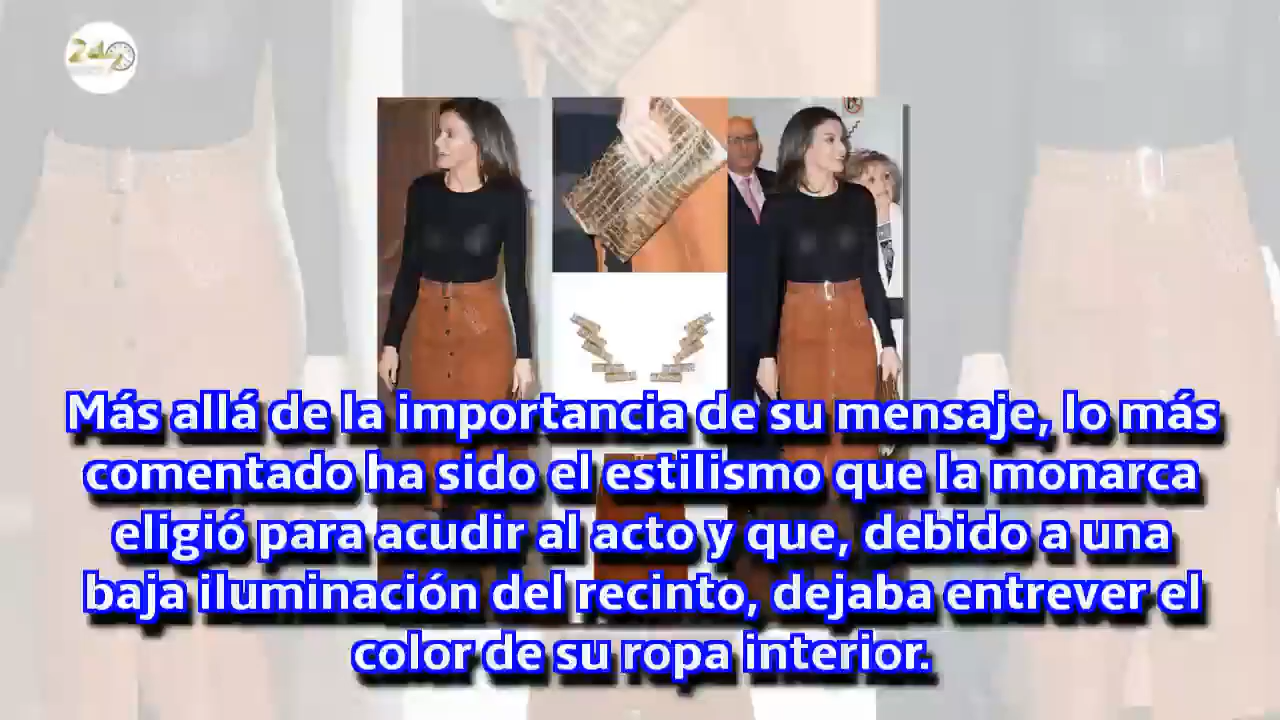 247
Más allá de la importancia de su mensaje, lo más
comentado ha sido el estilismo que la monarca
eligió para acudir al acto y que, debido a una
baja iluminación del recinto, dejaba entrever el
color de su ropa interior.